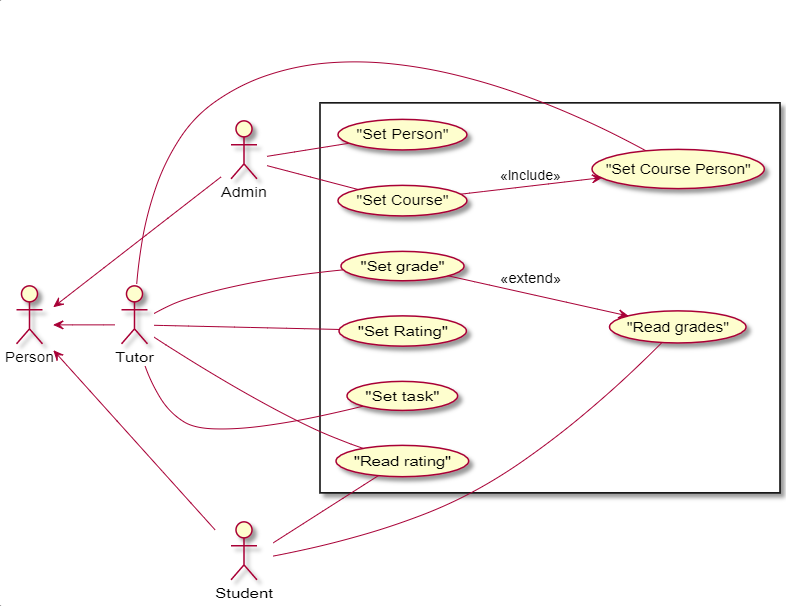 "Set Person"
Admin
"Set Course"
«Include»
"Set Course Person"
"Set grade"
«extend»
"Read grades"
Person
Tutor
"Set Rating"
"Set task"
"Read rating"
Student